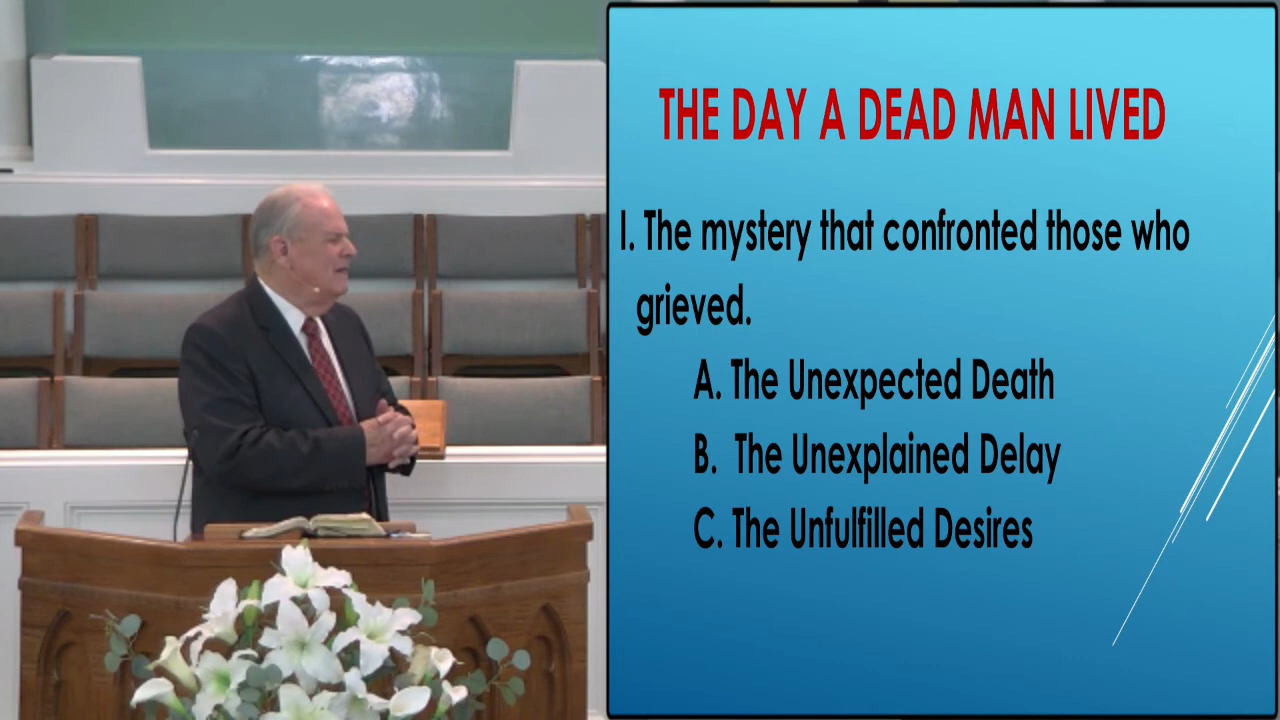 THE DAY A DEAD MAN LIVED
I. The mystery that confronted those who
grieved.
A. The Unexpected Death
B. The Unexplained Delay
C. The Unfulfilled Desires